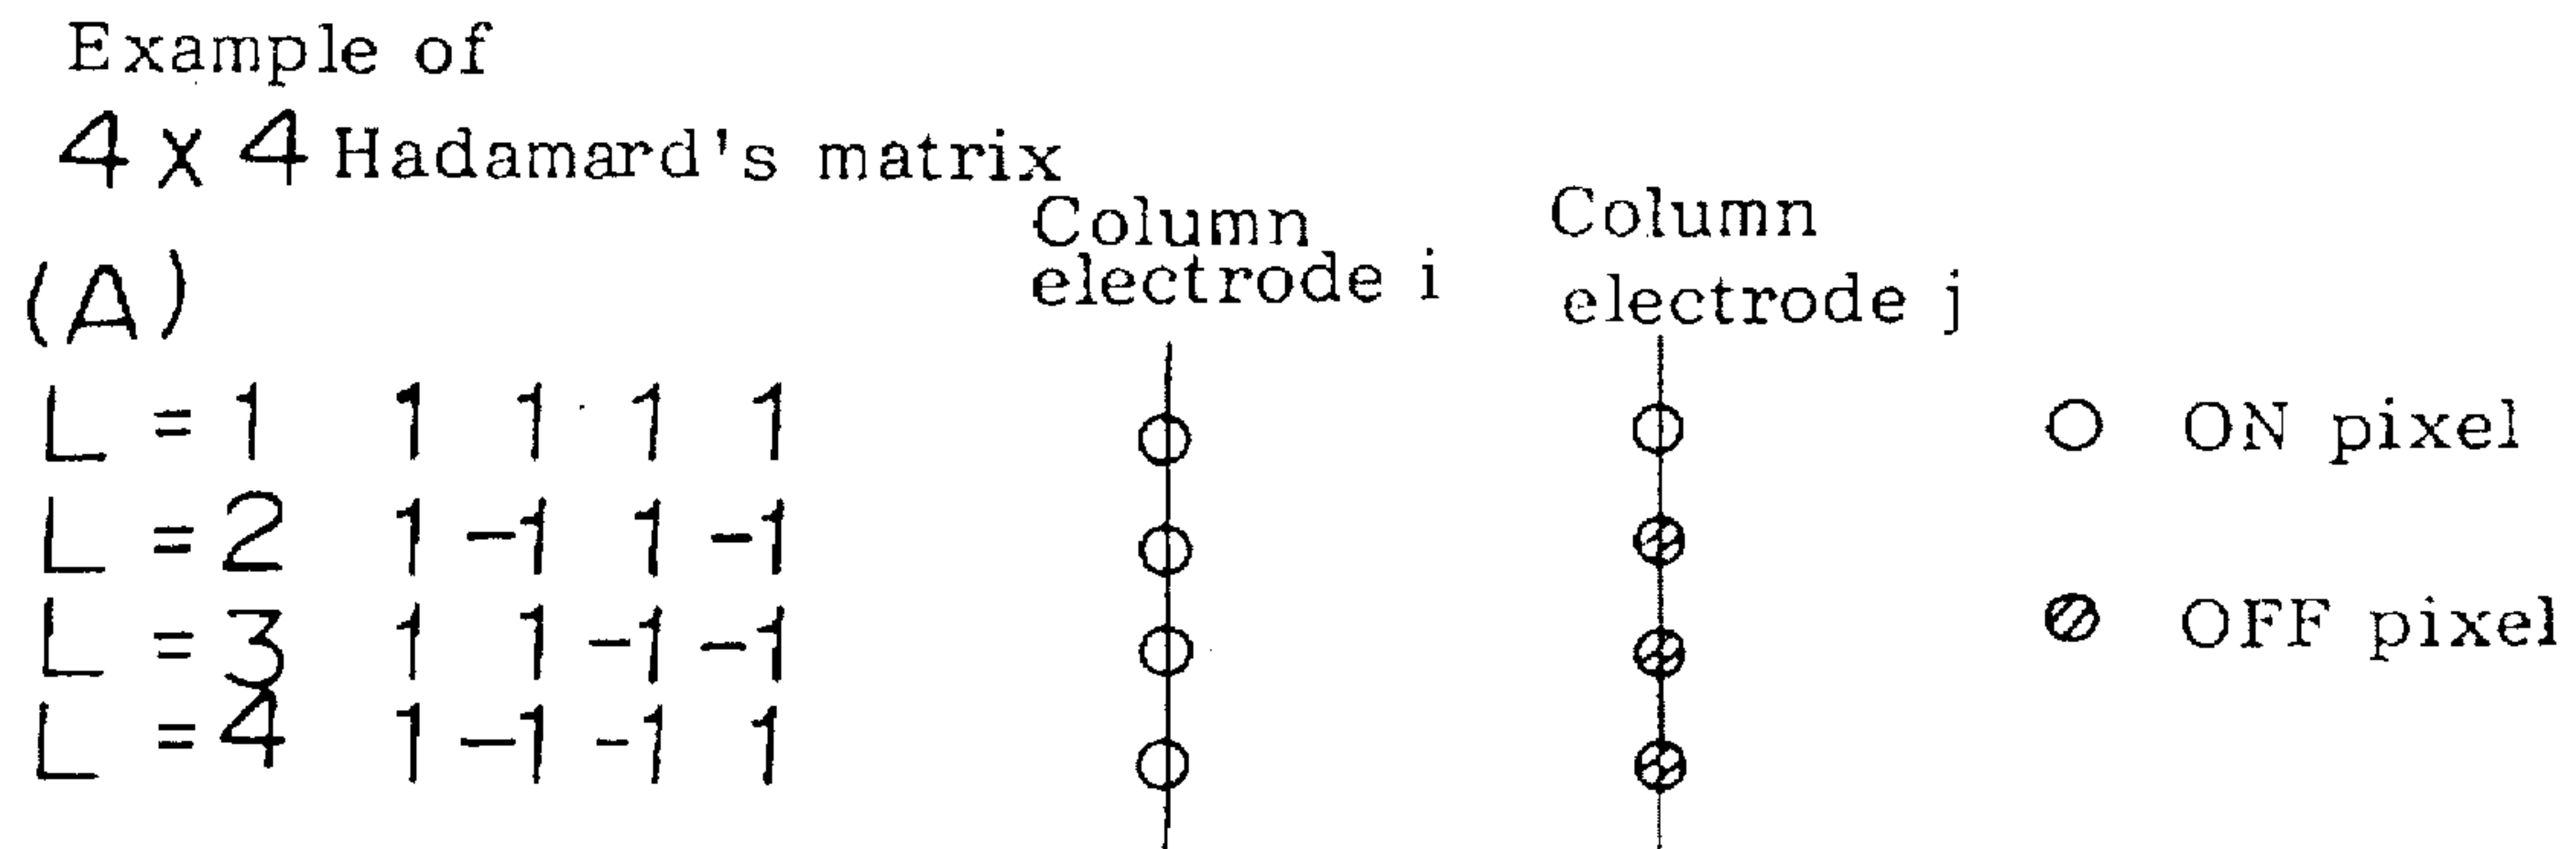 Example of
4 x 4 Hadamard's matrix
(A)
Column
electrode i
Column
electrode j
L = 1 1 1 1 1
L = 2 1 -1 1 -1
L = 3 1 1 -1 -1
L = 4 1 -1 -1 1
ON pixel
OFF pixel